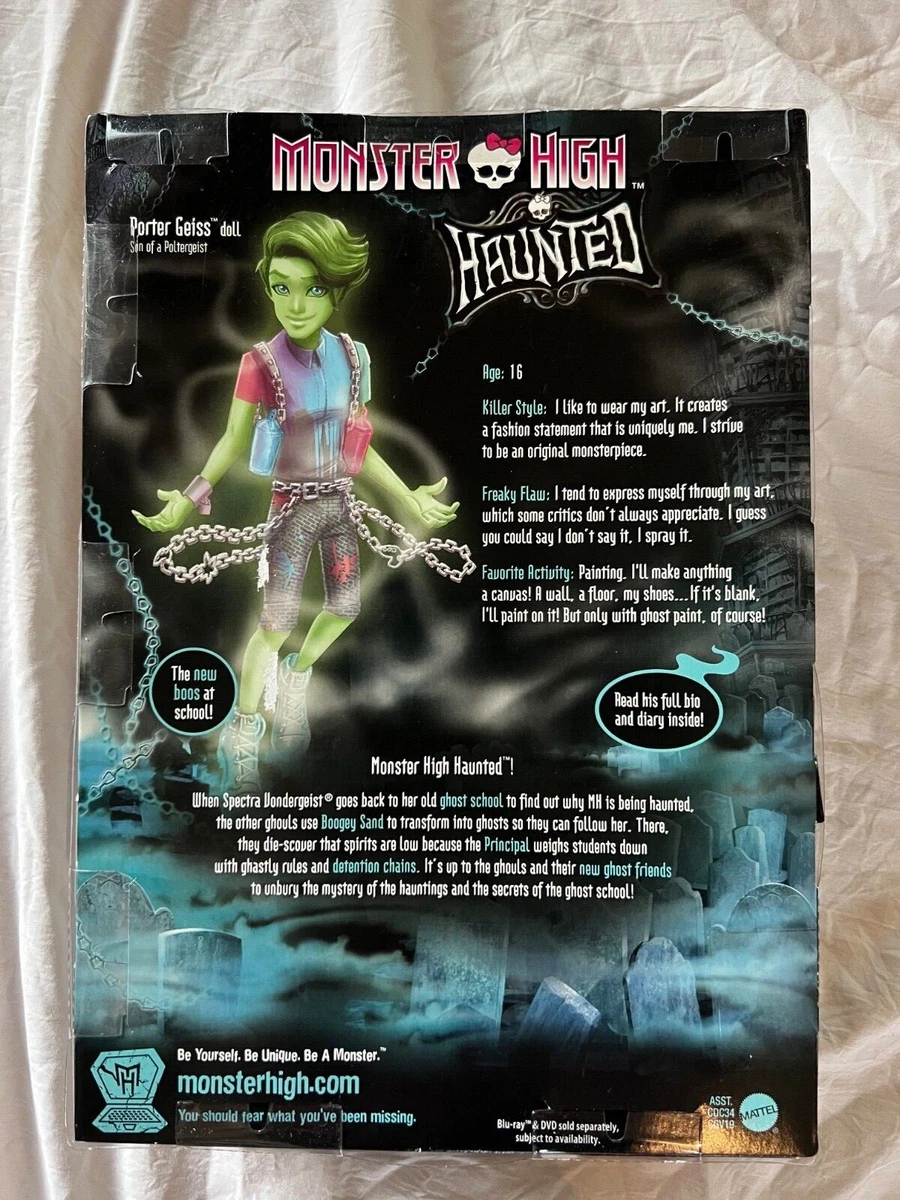 MONSTER HIGH™
HAUNTED
Porter Geiss™ doll
Son of a Poltergeist
Age: 16
Killer Style: I like to wear my art. It creates
a fashion statement that is uniquely me. I strive
to be an original monsterpiece.
Freaky Flaw: I tend to express myself through my art,
which some critics don't always appreciate. I guess
you could say I don't say it, I spray it.
Favorite Activity: Painting. I'll make anything
a canvas! A wall, a floor, my shoes...If it's blank,
I'll paint on it! But only with ghost paint, of course!
The new
boos at
school!
Read his full bio
and diary inside!
Monster High Haunted™!
When Spectra Vondergeist® goes back to her old ghost school to find out why MH is being haunted,
the other ghouls use Boogey Sand to transform into ghosts so they can follow her. There,
they die-scover that spirits are low because the Principal weighs students down
with ghastly rules and detention chains. It's up to the ghouls and their new ghost friends
to unbury the mystery of the hauntings and the secrets of the ghost school!
MH
Be Yourself. Be Unique. Be A Monster.™
monsterhigh.com
You should fear what you've been missing.
Blu-ray™ & DVD sold separately,
subject to availability.
ASST.
CDC34
CGV19
MATTEL®